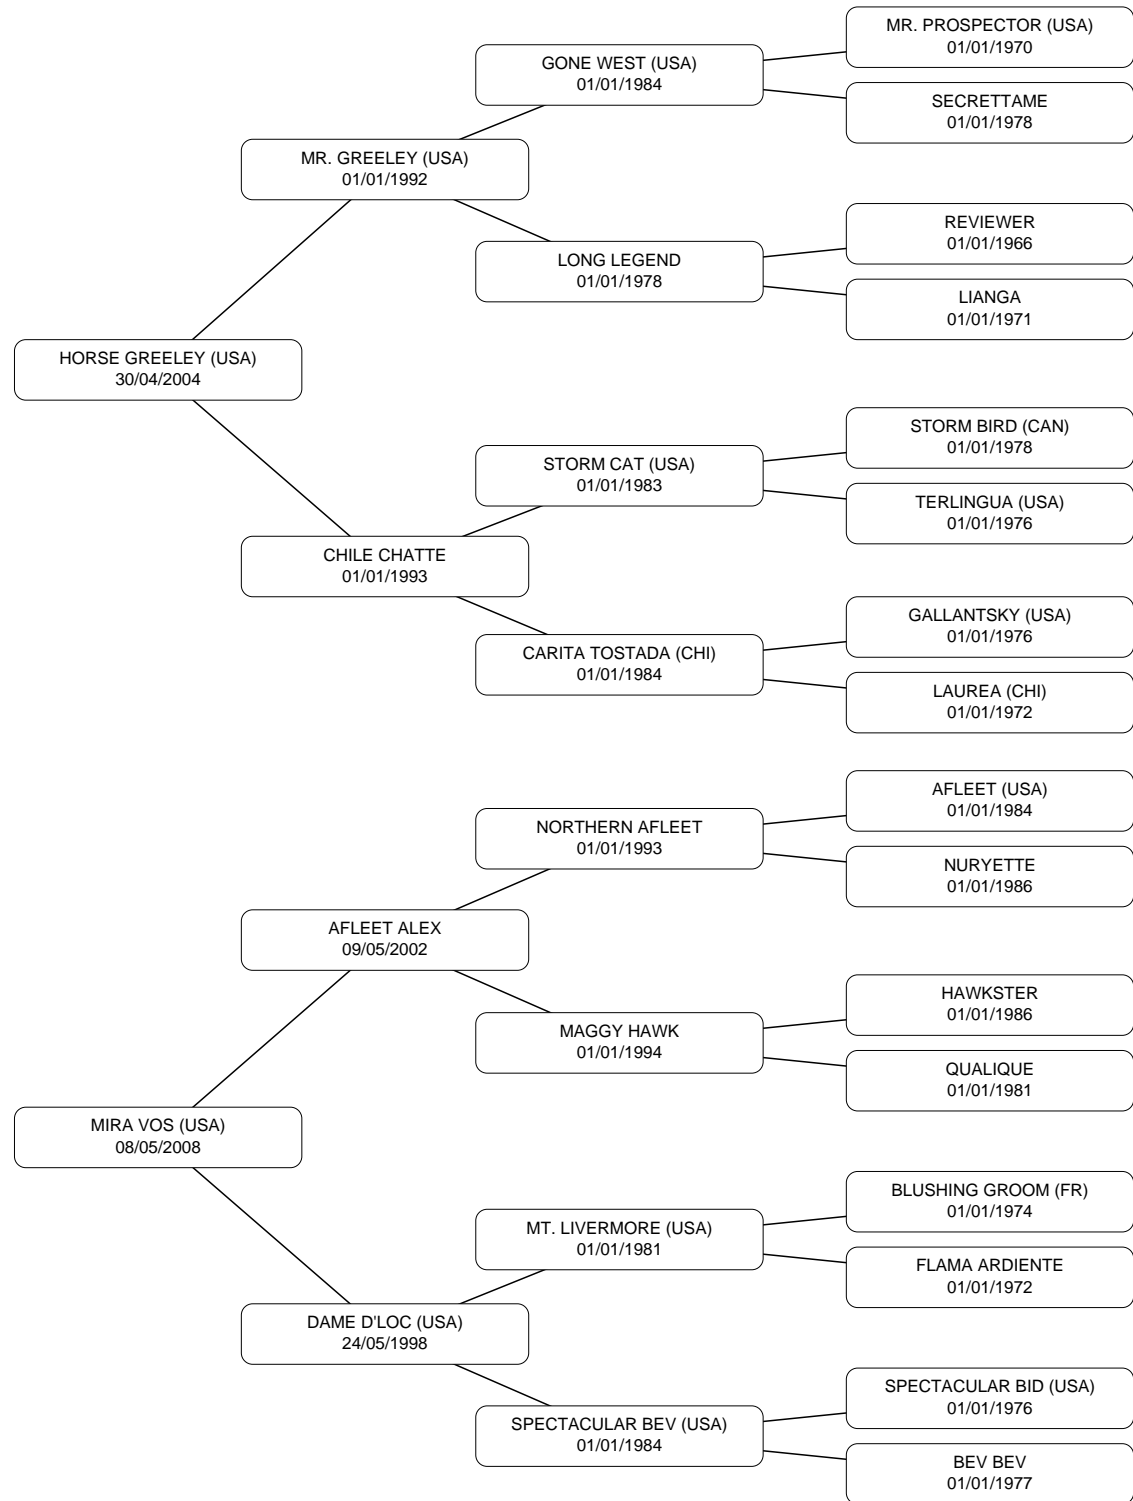 MR. PROSPECTOR (USA)
01/01/1970
GONE WEST (USA)
01/01/1984
SECRETTAME
01/01/1978
MR. GREELEY (USA)
01/01/1992
REVIEWER
01/01/1966
LONG LEGEND
01/01/1978
LIANGA
01/01/1971
HORSE GREELEY (USA)
30/04/2004
STORM BIRD (CAN)
01/01/1978
STORM CAT (USA)
01/01/1983
TERLINGUA (USA)
01/01/1976
CHILE CHATTE
01/01/1993
GALLANTSKY (USA)
01/01/1976
CARITA TOSTADA (CHI)
01/01/1984
LAUREA (CHI)
01/01/1972
AFLEET (USA)
01/01/1984
NORTHERN AFLEET
01/01/1993
NURYETTE
01/01/1986
AFLEET ALEX
09/05/2002
HAWKSTER
01/01/1986
MAGGY HAWK
01/01/1994
QUALIQUE
01/01/1981
MIRA VOS (USA)
08/05/2008
BLUSHING GROOM (FR)
01/01/1974
MT. LIVERMORE (USA)
01/01/1981
FLAMA ARDIENTE
01/01/1972
DAME D'LOC (USA)
24/05/1998
SPECTACULAR BID (USA)
01/01/1976
SPECTACULAR BEV (USA)
01/01/1984
BEV BEV
01/01/1977